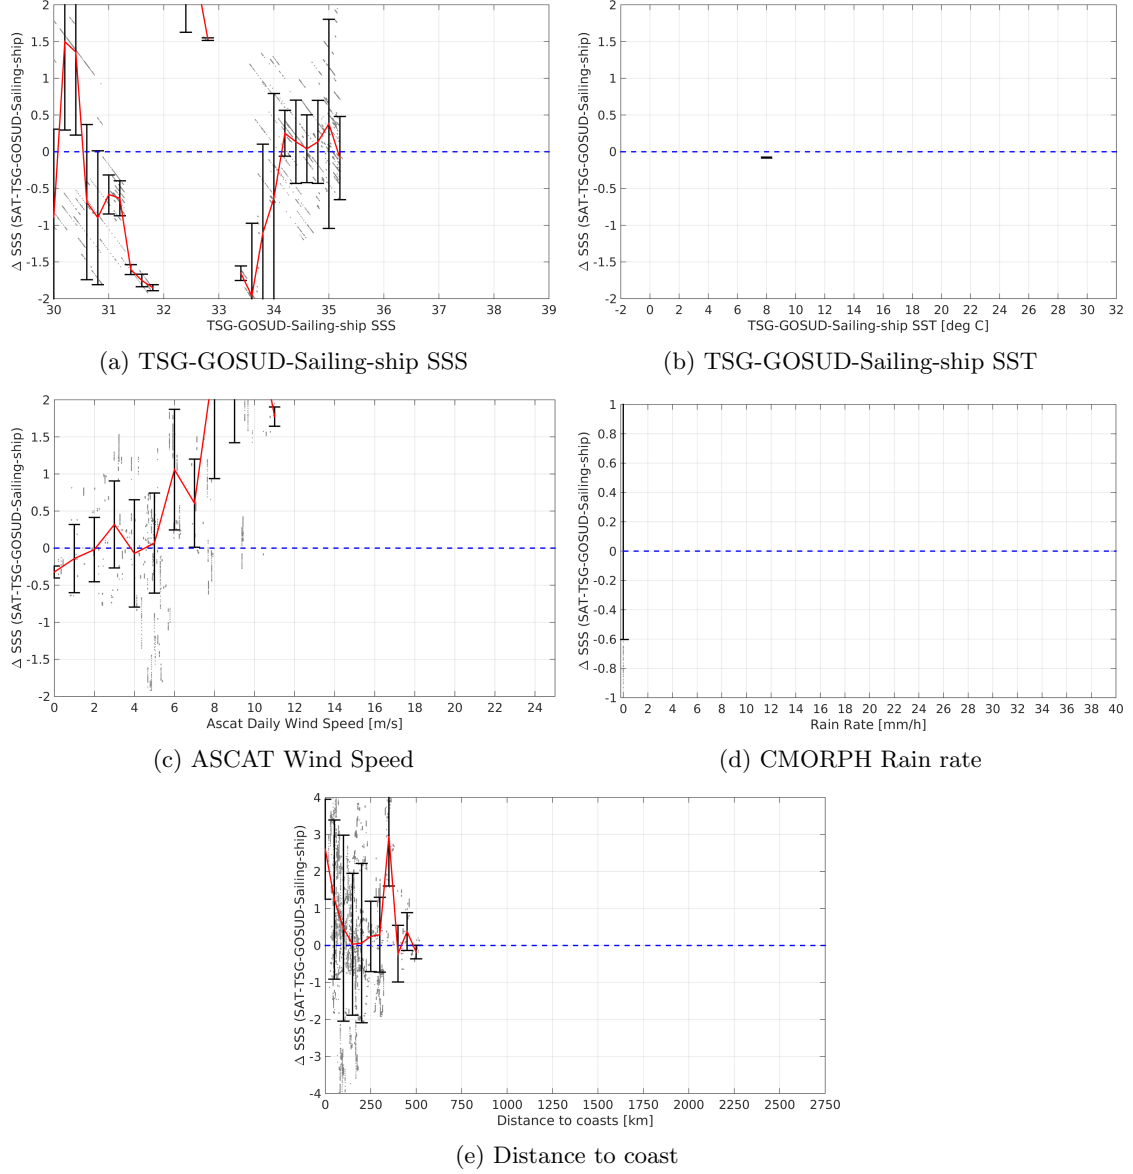 2
1.5
1
0.5
0
-0.5
-1
-1.5
-2
Δ SSS (SAT-TSG-GOSUD-Sailing-ship)
30 31 32 33 34 35 36 37 38 39
TSG-GOSUD-Sailing-ship SSS
(a) TSG-GOSUD-Sailing-ship SSS
2
1.5
1
0.5
0
-0.5
-1
-1.5
-2
Δ SSS (SAT-TSG-GOSUD-Sailing-ship)
-2 0 2 4 6 8 10 12 14 16 18 20 22 24 26 28 30 32
TSG-GOSUD-Sailing-ship SST [deg C]
(b) TSG-GOSUD-Sailing-ship SST
2
1.5
1
0.5
0
-0.5
-1
-1.5
-2
Δ SSS (SAT-TSG-GOSUD-Sailing-ship)
0 2 4 6 8 10 12 14 16 18 20 22 24
Ascat Daily Wind Speed [m/s]
(c) ASCAT Wind Speed
1
0.8
0.6
0.4
0.2
0
-0.2
-0.4
-0.6
-0.8
-1
Δ SSS (SAT-TSG-GOSUD-Sailing-ship)
0 2 4 6 8 10 12 14 16 18 20 22 24 26 28 30 32 34 36 38 40
Rain Rate [mm/h]
(d) CMORPH Rain rate
4
3
2
1
0
-1
-2
-3
-4
Δ SSS (SAT-TSG-GOSUD-Sailing-ship)
0 250 500 750 1000 1250 1500 1750 2000 2250 2500 2750
Distance to coasts [km]
(e) Distance to coast